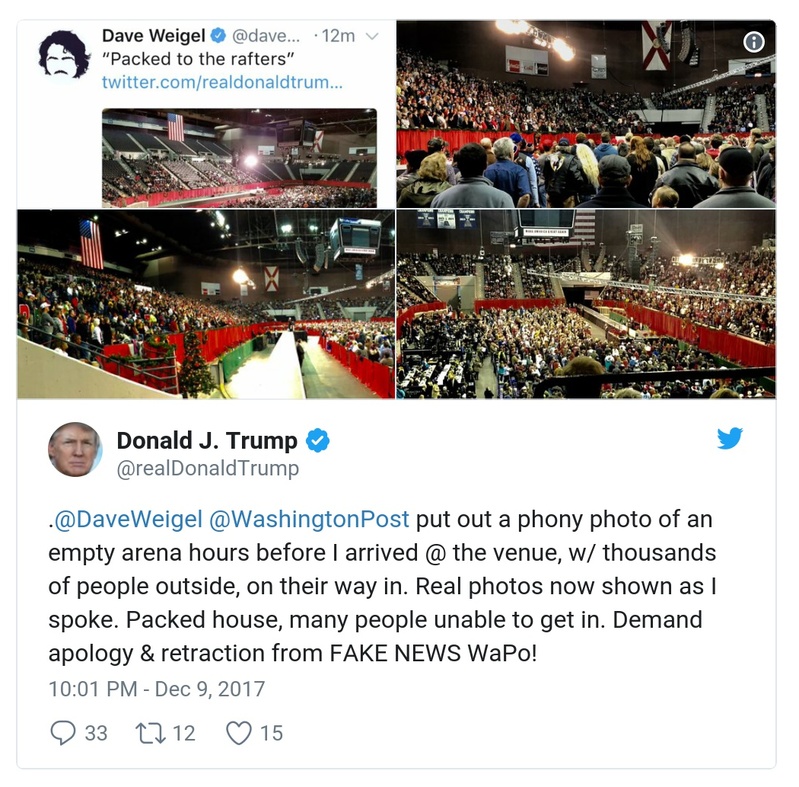 Dave Weigel @dave... · 12m
“Packed to the rafters”
twitter.com/realdonaldtrum...
Donald J. Trump
@realDonaldTrump
.@DaveWeigel @WashingtonPost put out a phony photo of an
empty arena hours before I arrived @ the venue, w/ thousands
of people outside, on their way in. Real photos now shown as I
spoke. Packed house, many people unable to get in. Demand
apology & retraction from FAKE NEWS WaPo!
10:01 PM - Dec 9, 2017
33 12 15